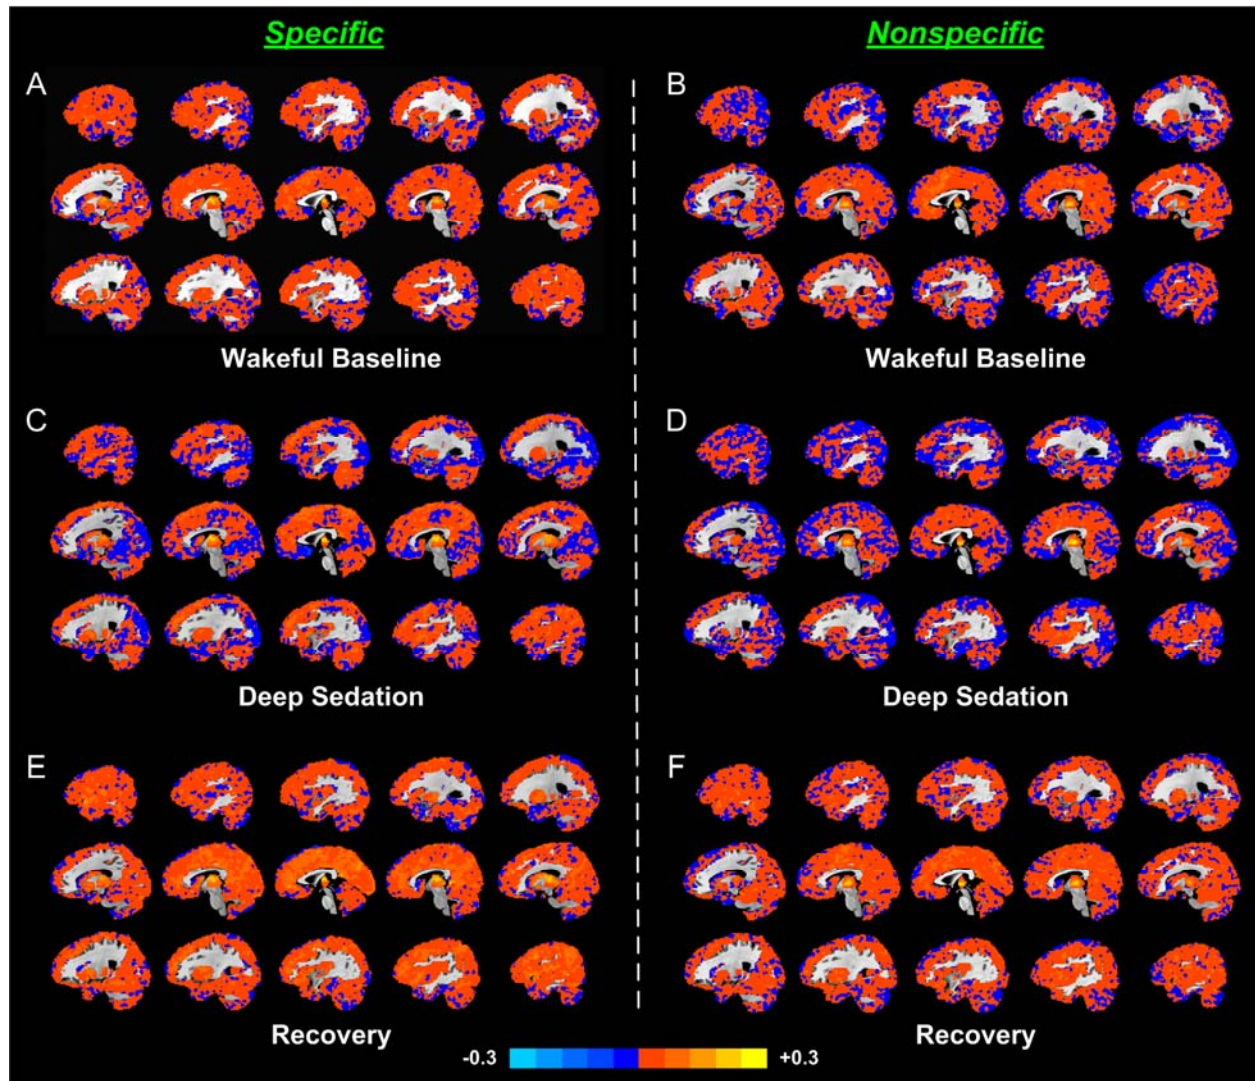 Specific
Nonspecific
A
B
Wakeful Baseline
Wakeful Baseline
C
D
Deep Sedation
Deep Sedation
E
F
Recovery
Recovery
-0.3
+0.3